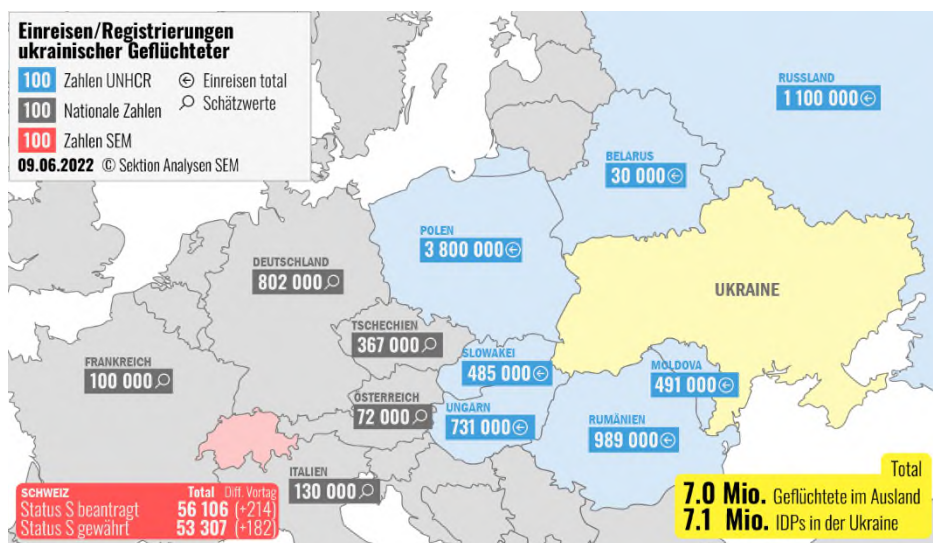 Einreisen/Registrierungen
ukrainischer Geflüchteter
100 Zahlen UNHCR Einreisen total
100 Nationale Zahlen Schätzwerte
100 Zahlen SEM
09.06.2022 © Sektion Analysen SEM
RUSSLAND
1 100 000
BELARUS
30 000
POLEN
3 800 000
DEUTSCHLAND
802 000
UKRAINE
TSCHECHIEN
367 000
FRANKREICH
100 000
SLOWAKEI
485 000
MOLDOVA
491 000
ÖSTERREICH
72 000
UNGARN
731 000
RUMÄNIEN
989 000
ITALIEN
130 000
SCHWEIZ Total Diff. Vortag
Status S beantragt 56 106 (+214)
Status S gewährt 53 307 (+182)
Total
7.0 Mio. Geflüchtete im Ausland
7.1 Mio. IDPs in der Ukraine